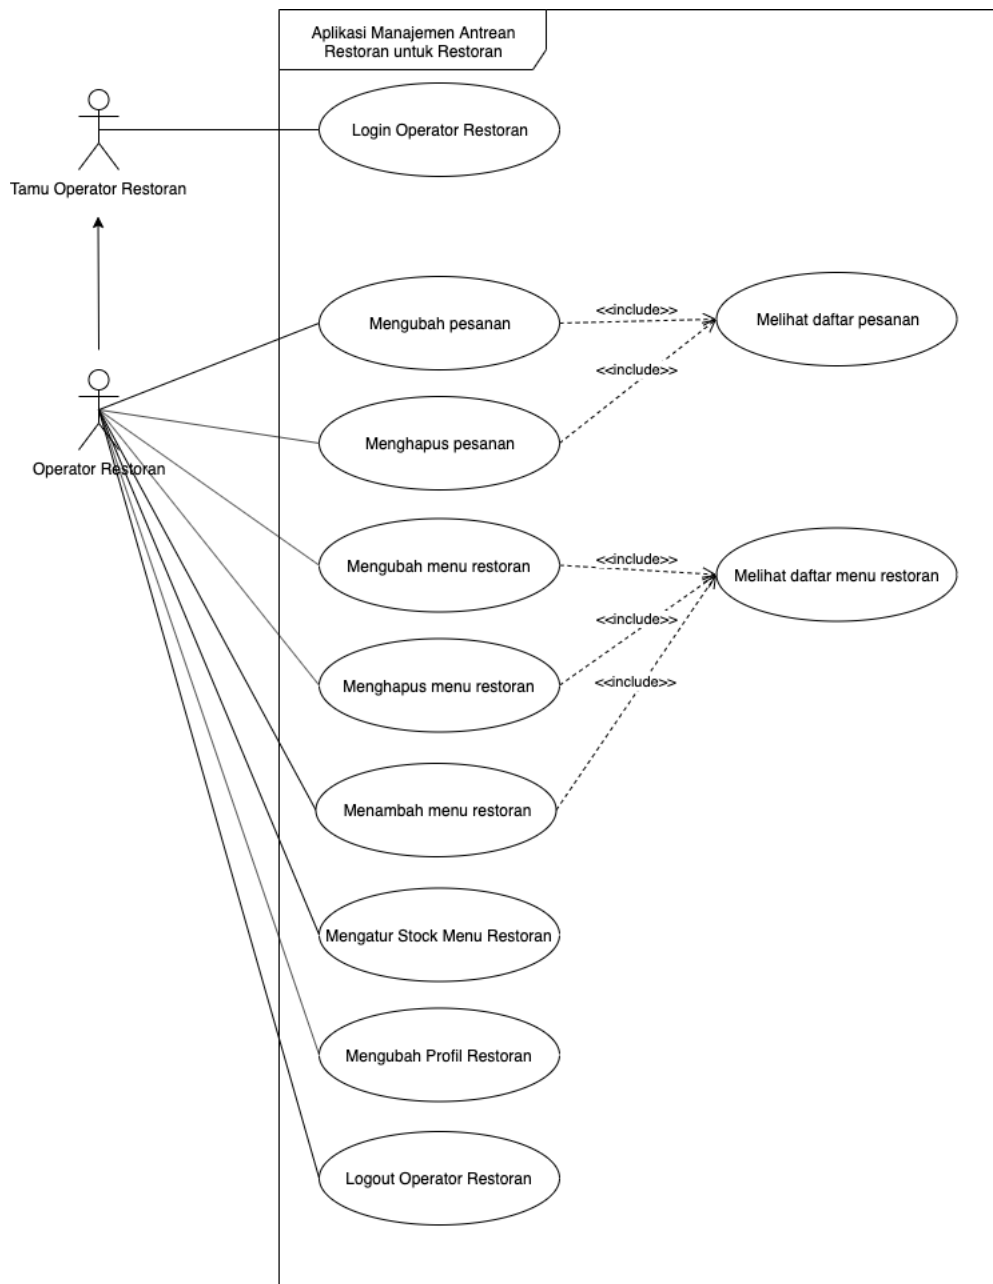 Aplikasi Manajemen Antrean
Restoran untuk Restoran
Login Operator Restoran
Tamu Operator Restoran
Mengubah pesanan
<<include>>
Melihat daftar pesanan
<<include>>
Menghapus pesanan
Operator Restoran
Mengubah menu restoran
<<include>>
Melihat daftar menu restoran
<<include>>
Menghapus menu restoran
<<include>>
Menambah menu restoran
Mengatur Stock Menu Restoran
Mengubah Profil Restoran
Logout Operator Restoran